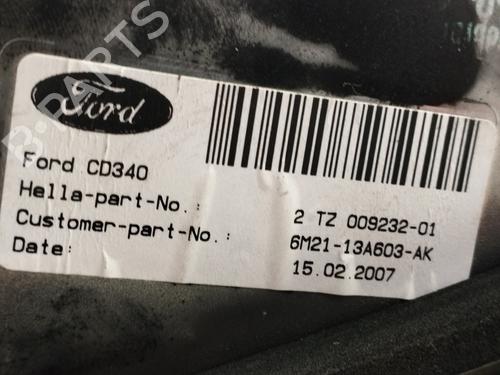 Ford
Ford CD340
Hella-part-No.: 2 TZ 009232-01
Customer-part-No.: 6M21-13A603-AK
Date: 15.02.2007
B-PARTS